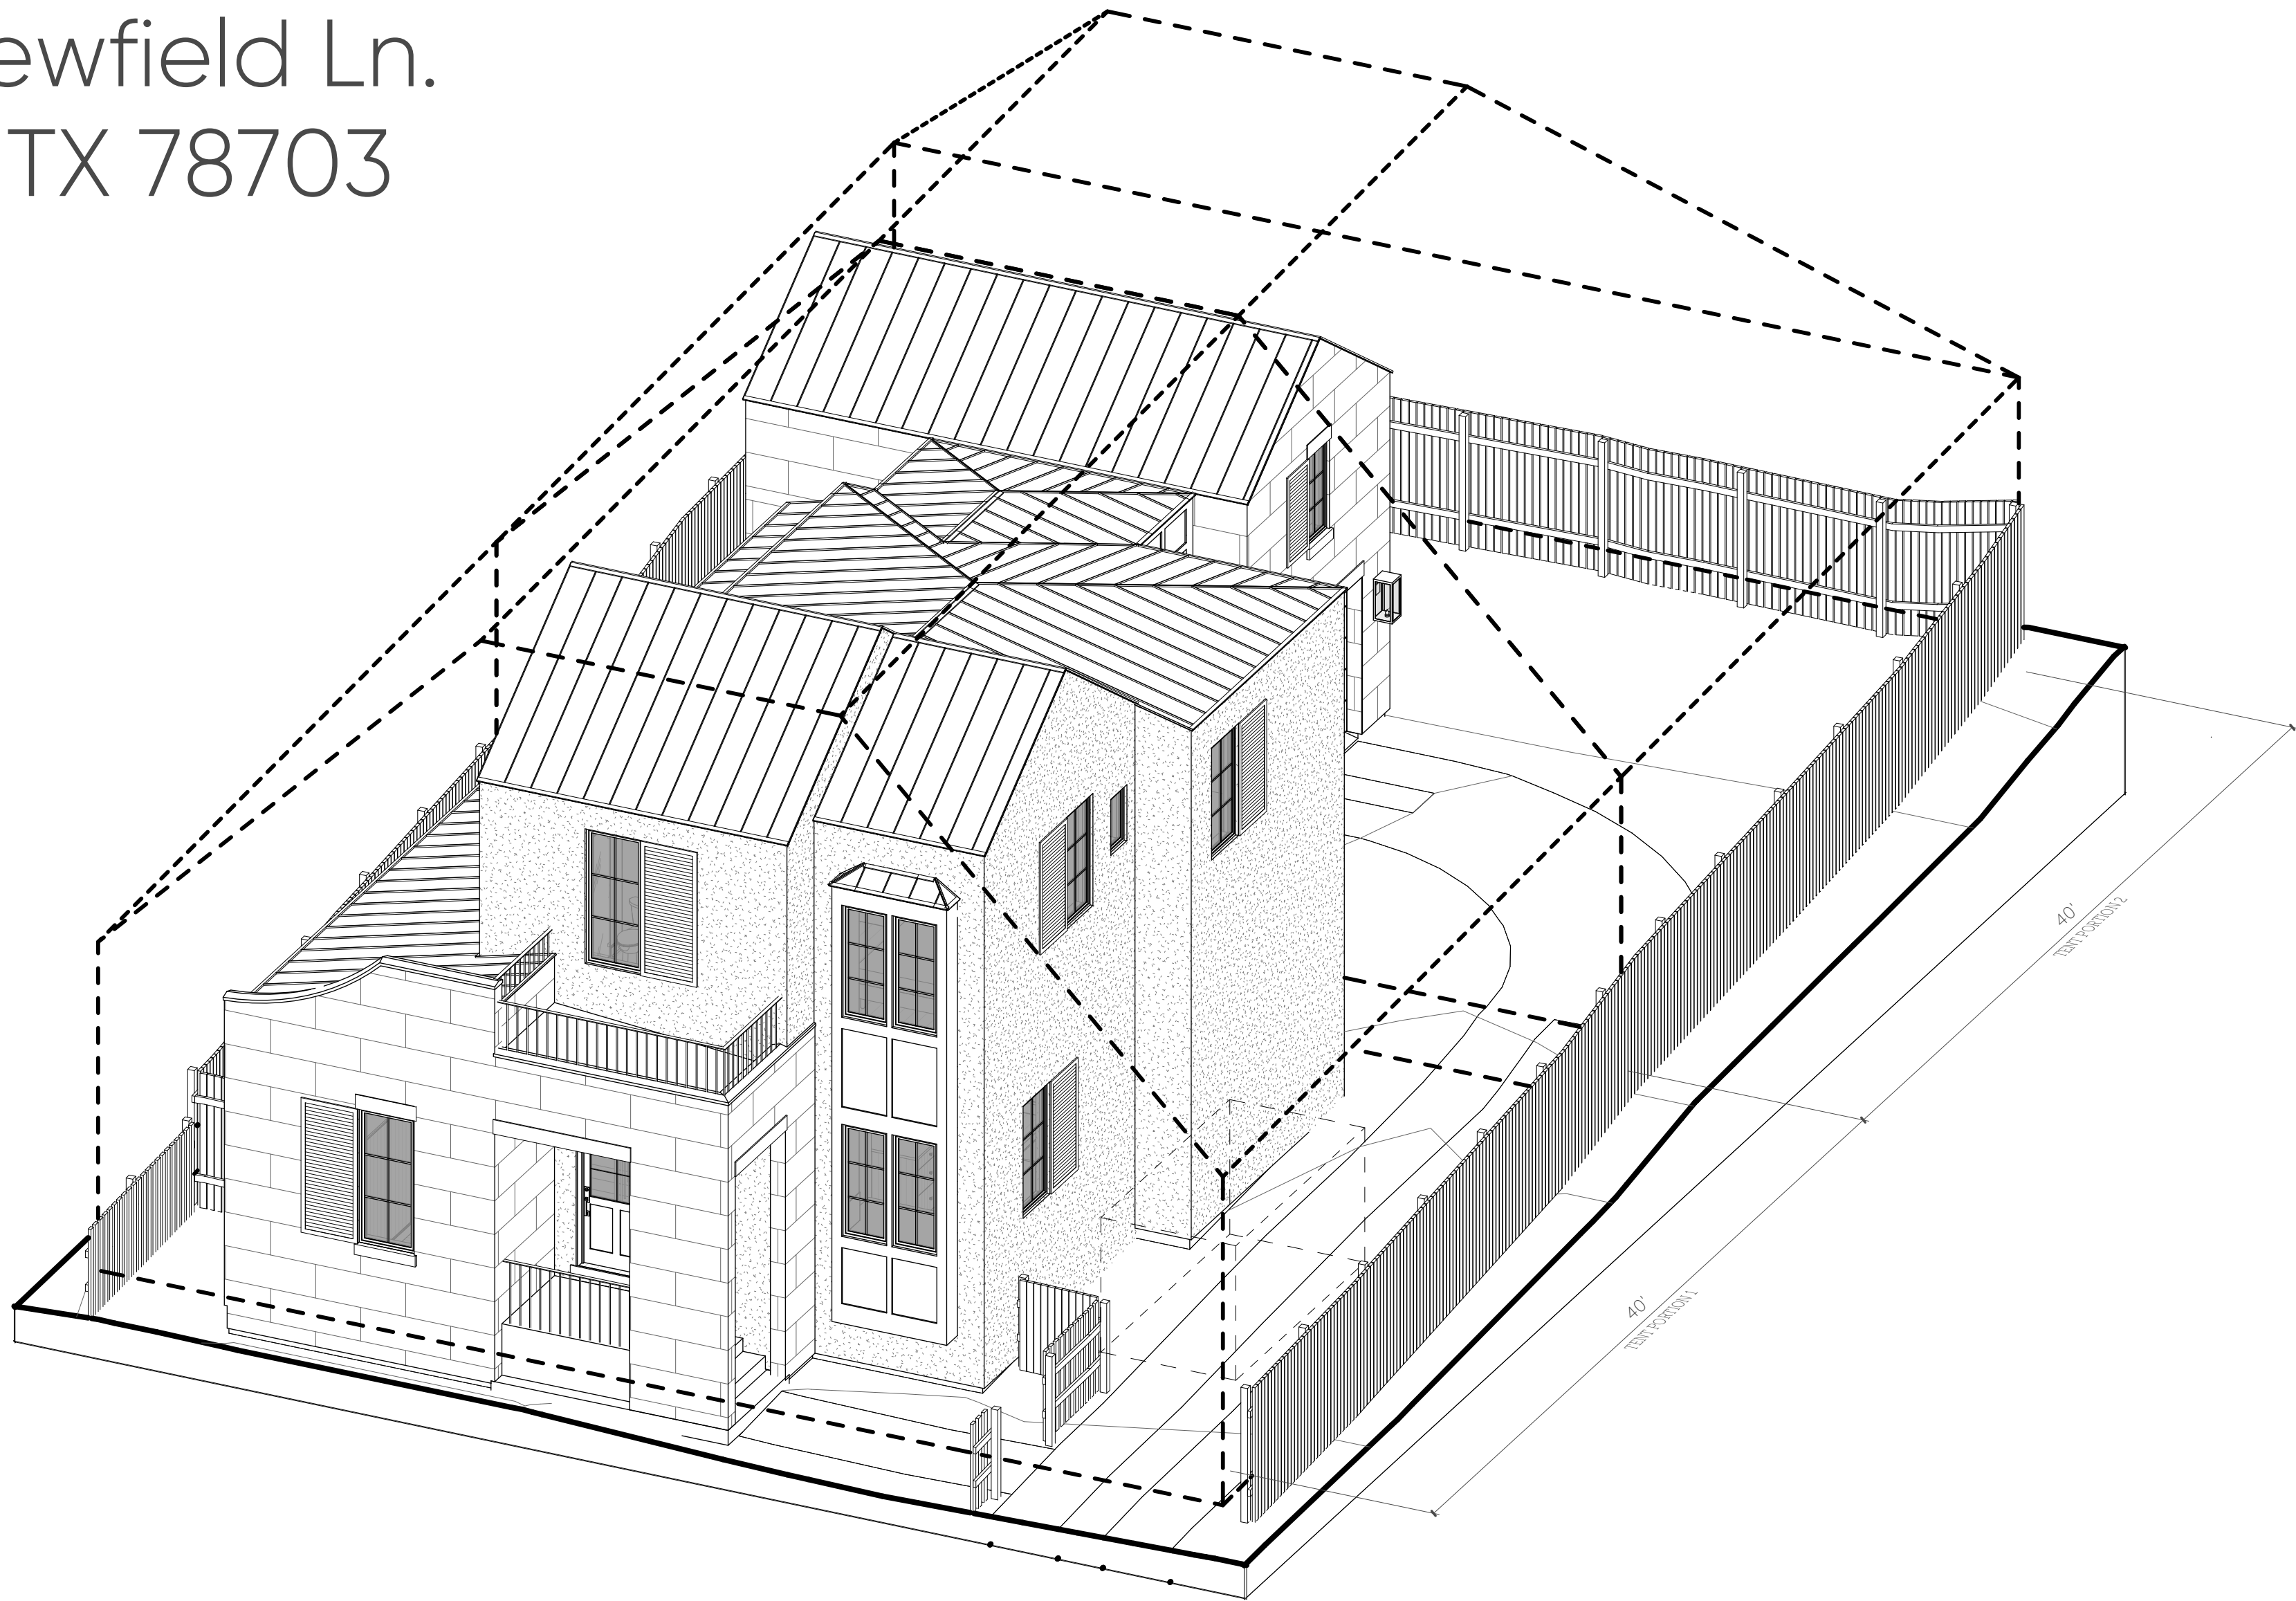 ewfield Ln.
TX 78703
40'
TENT PORTION 2
40'
TENT PORTION 1